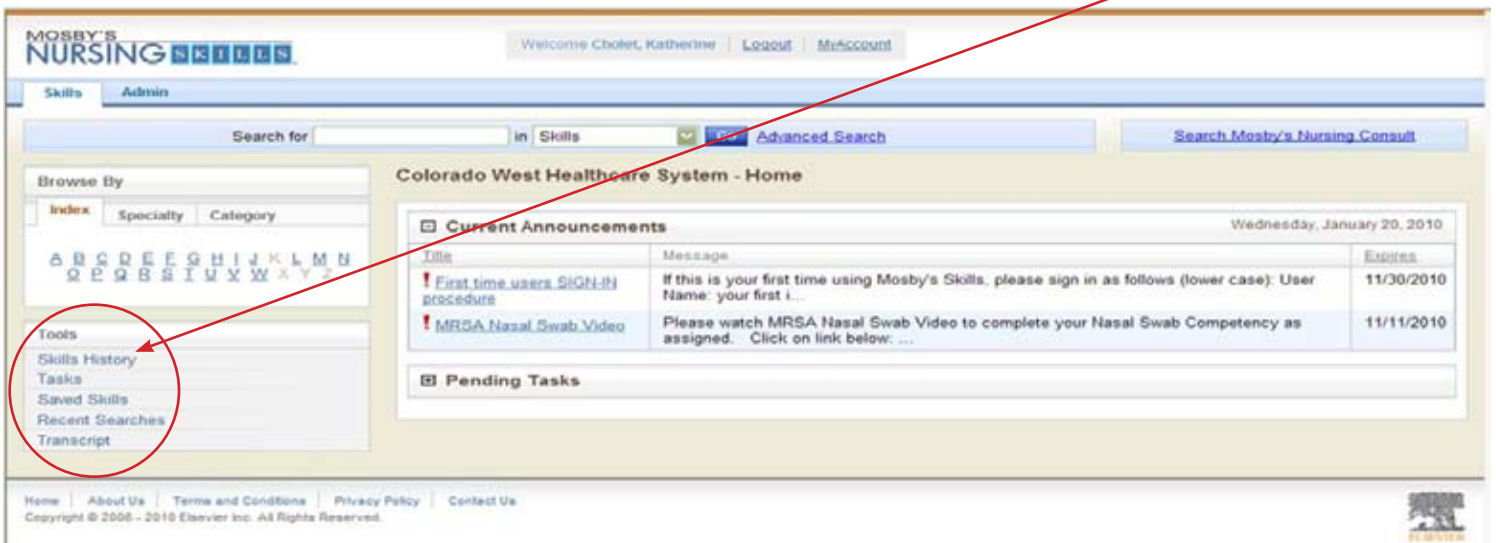 MOSBY'S
NURSING SKILLS
Welcome Cholet, Katherine | Logout | MyAccount
Skills Admin
Search for in Skills Go Advanced Search Search Mosby's Nursing Consult
Browse By
Index Specialty Category
A B C D E F G H I J K L M N
O P Q R S T U V W X Y Z
Tools
Skills History
Tasks
Saved Skills
Recent Searches
Transcript
Colorado West Healthcare System - Home
Current Announcements Wednesday, January 20, 2010
Title Message Expires
! First time users SIGN-IN procedure If this is your first time using Mosby's Skills, please sign in as follows (lower case): User 11/30/2010
Name: your first i...
! MRSA Nasal Swab Video Please watch MRSA Nasal Swab Video to complete your Nasal Swab Competency as 11/11/2010
assigned. Click on link below: ...
Pending Tasks
Home | About Us | Terms and Conditions | Privacy Policy | Contact Us
Copyright © 2006 - 2010 Elsevier Inc. All Rights Reserved.
ELSEVIER